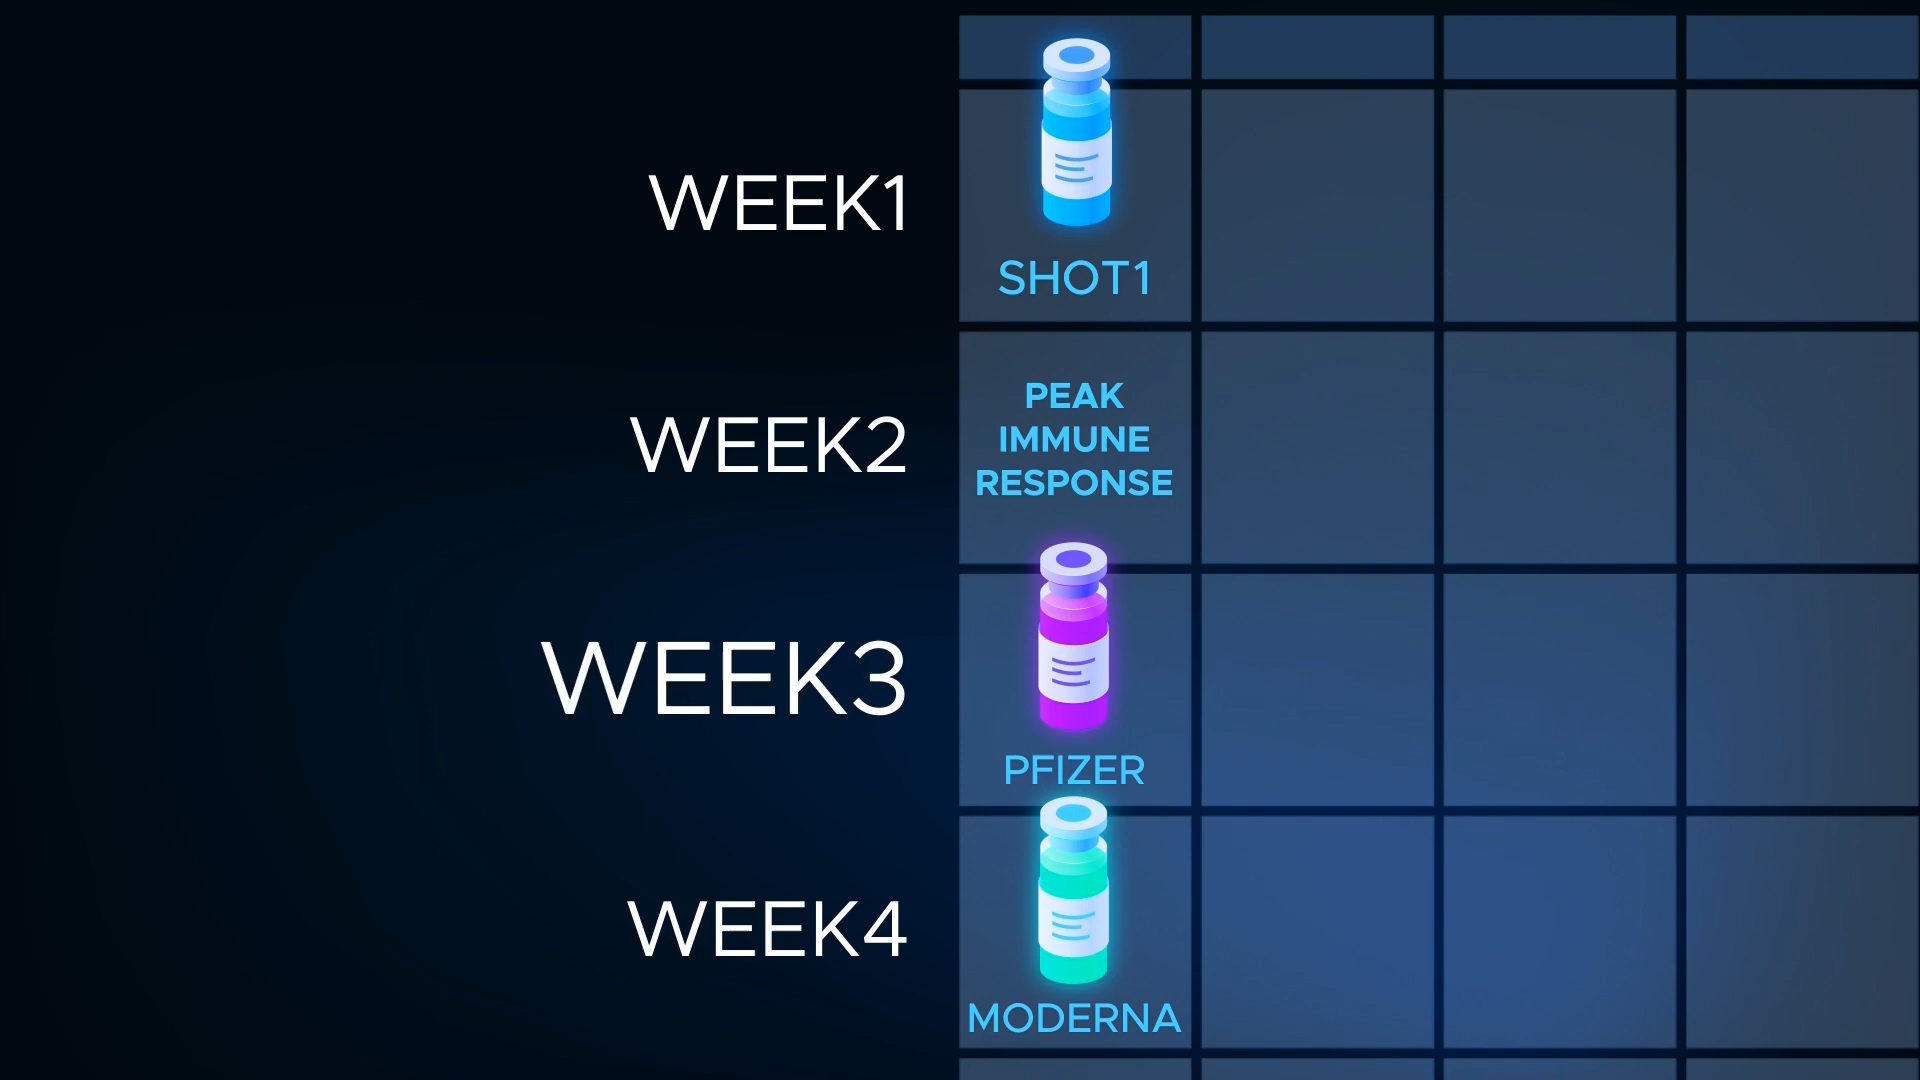 WEEK1
SHOT1
WEEK2
PEAK
IMMUNE
RESPONSE
WEEK3
PFIZER
WEEK4
MODERNA